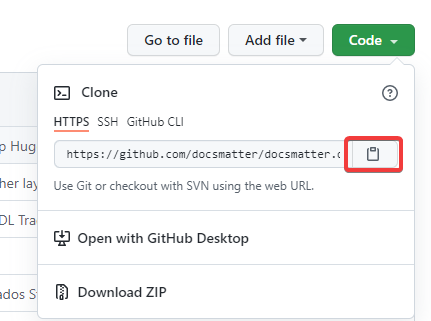 Go to file Add file Code
Clone
HTTPS SSH GitHub CLI
https://github.com/docsmatter/docsmatter.
Use Git or checkout with SVN using the web URL.
Open with GitHub Desktop
Download ZIP
p Hug
her lay
DL Tra
ados S